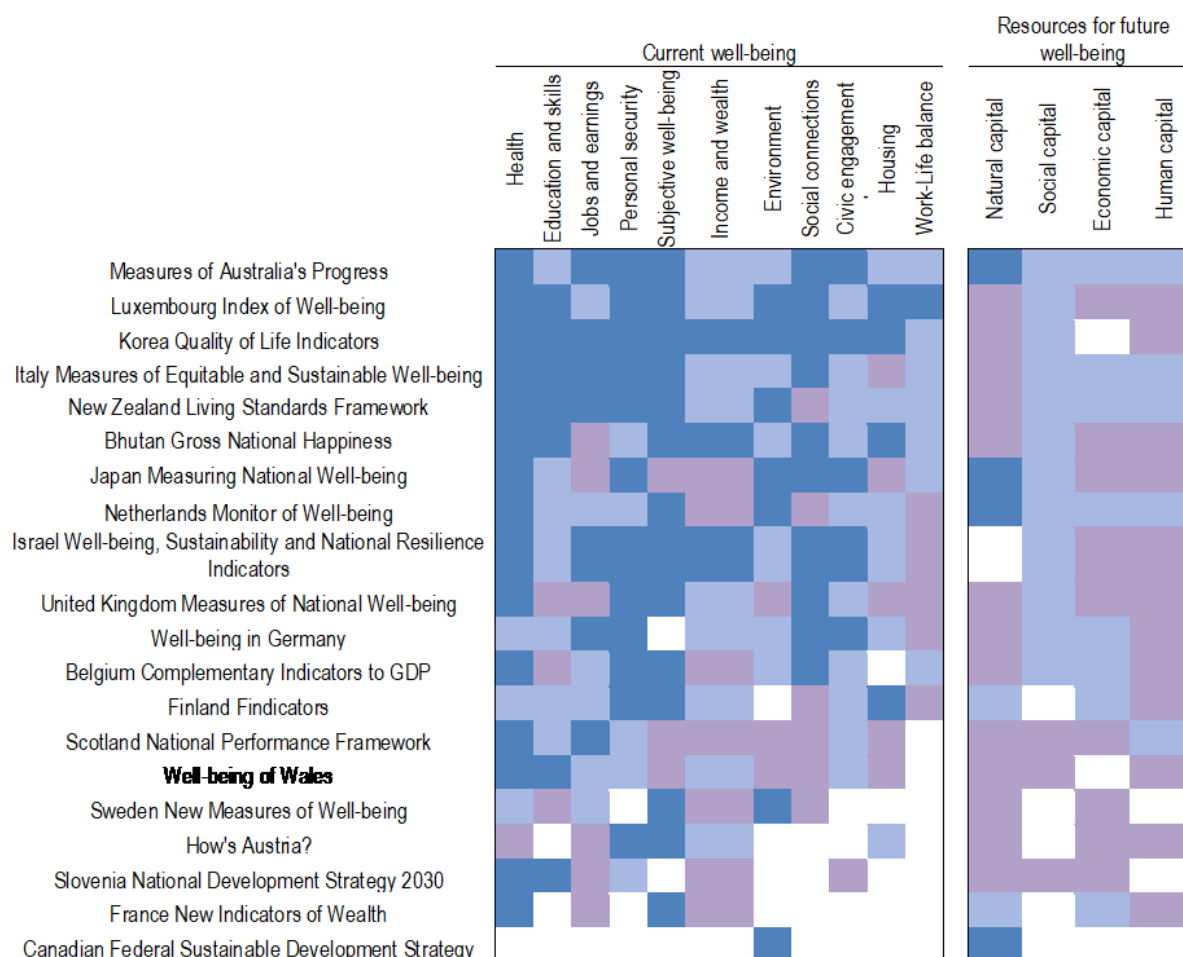 Resources for future
well-being
Current well-being
Health
Education and skills
Jobs and earnings
Personal security
Subjective well-being
Income and wealth
Environment
Social connections
Civic engagement
Housing
Work-Life balance
Natural capital
Social capital
Economic capital
Human capital
Measures of Australia's Progress
Luxembourg Index of Well-being
Korea Quality of Life Indicators
Italy Measures of Equitable and Sustainable Well-being
New Zealand Living Standards Framework
Bhutan Gross National Happiness
Japan Measuring National Well-being
Netherlands Monitor of Well-being
Israel Well-being, Sustainability and National Resilience
Indicators
United Kingdom Measures of National Well-being
Well-being in Germany
Belgium Complementary Indicators to GDP
Finland Findicators
Scotland National Performance Framework
Well-being of Wales
Sweden New Measures of Well-being
How's Austria?
Slovenia National Development Strategy 2030
France New Indicators of Wealth
Canadian Federal Sustainable Development Strategy